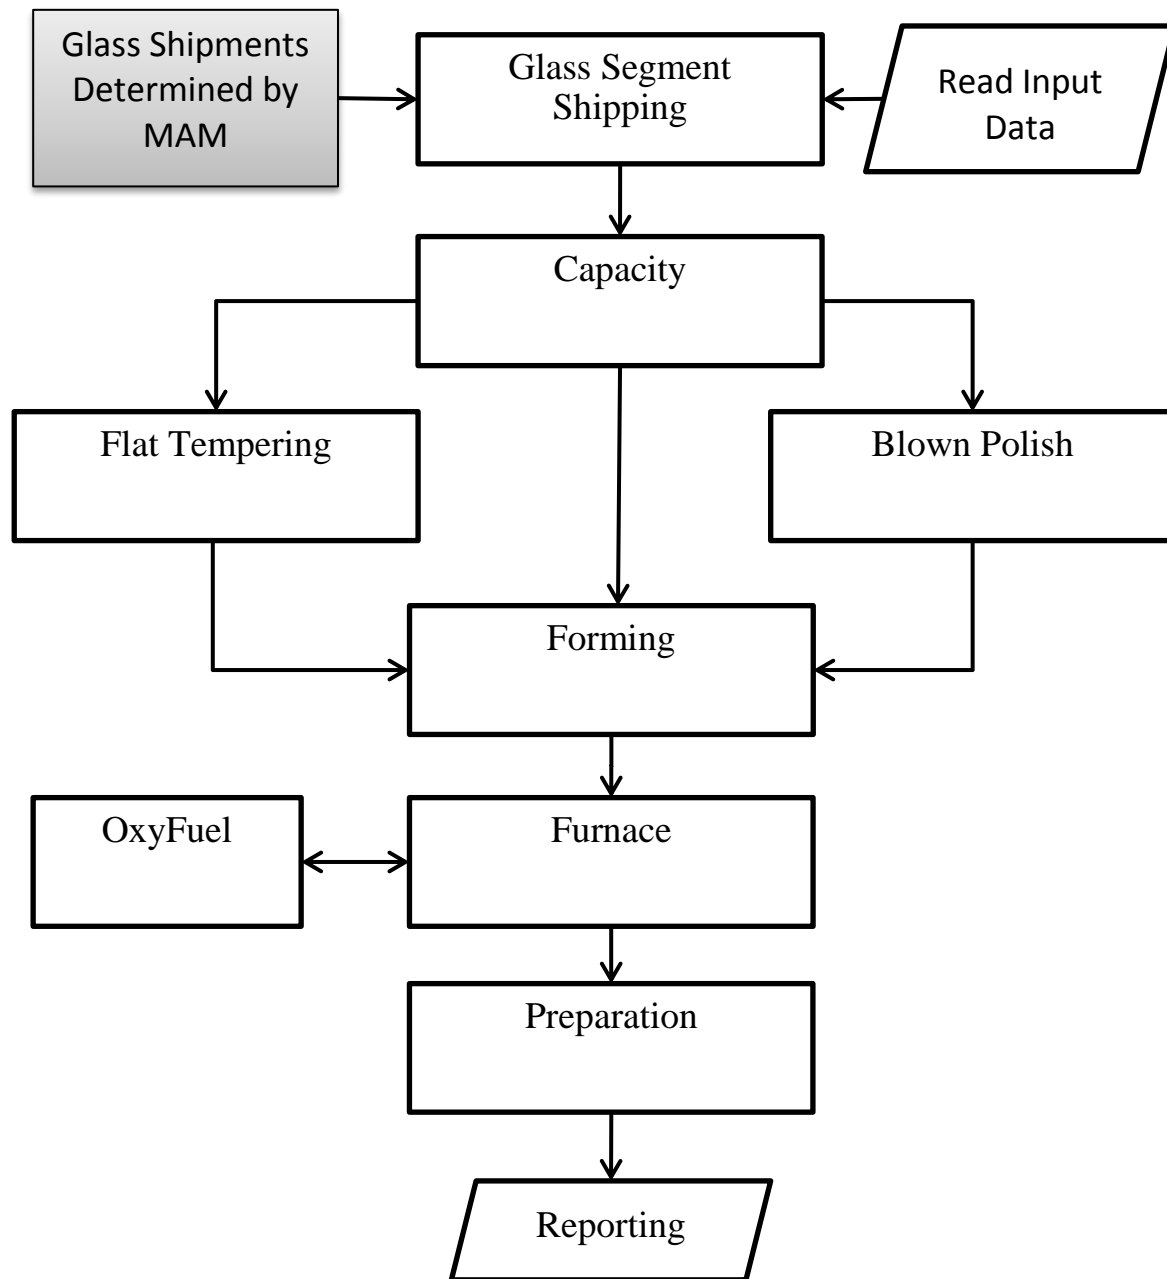 Glass Shipments
Determined by
MAM
Glass Segment
Shipping
Read Input
Data
Capacity
Flat Tempering
Blown Polish
Forming
OxyFuel
Furnace
Preparation
Reporting